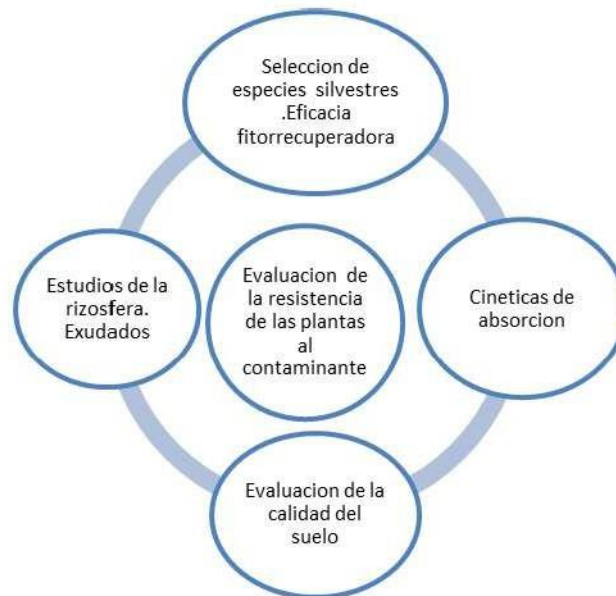 Seleccion de
especies silvestres
.Eficacia
fitorrecuperadora
Estudios de la
rizosfera.
Exudados
Evaluacion de
la resistencia
de las plantas
al
contaminante
Cineticas de
absorcion
Evaluacion de la
calidad del
suelo